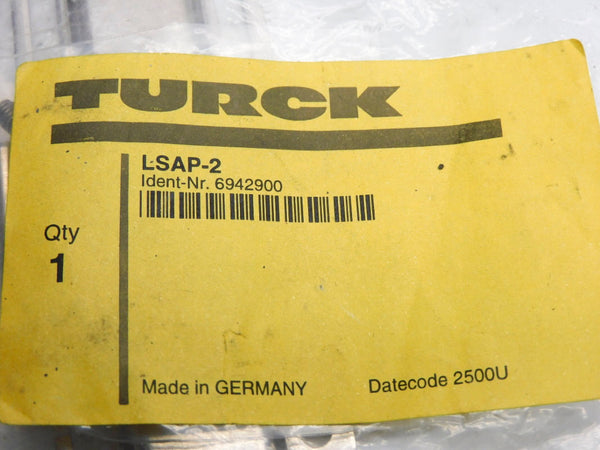 TURCK
LSAP-2
Ident-Nr. 6942900
Qty
1
Made in GERMANY Datecode 2500U